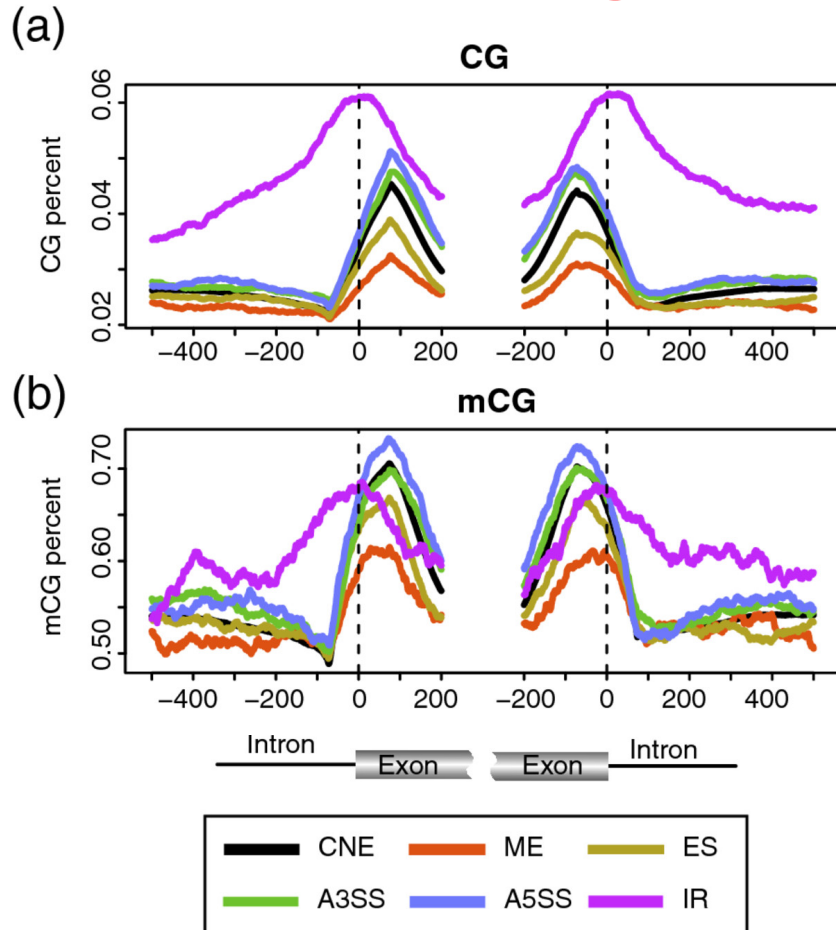 (a)
CG
CG percent
0.06
0.04
0.02
−400 −200 0 200 −200 0 200 400
(b)
mCG
mCG percent
0.70
0.60
0.50
−400 −200 0 200 −200 0 200 400
Intron Exon Exon Intron
CNE ME ES
A3SS A5SS IR